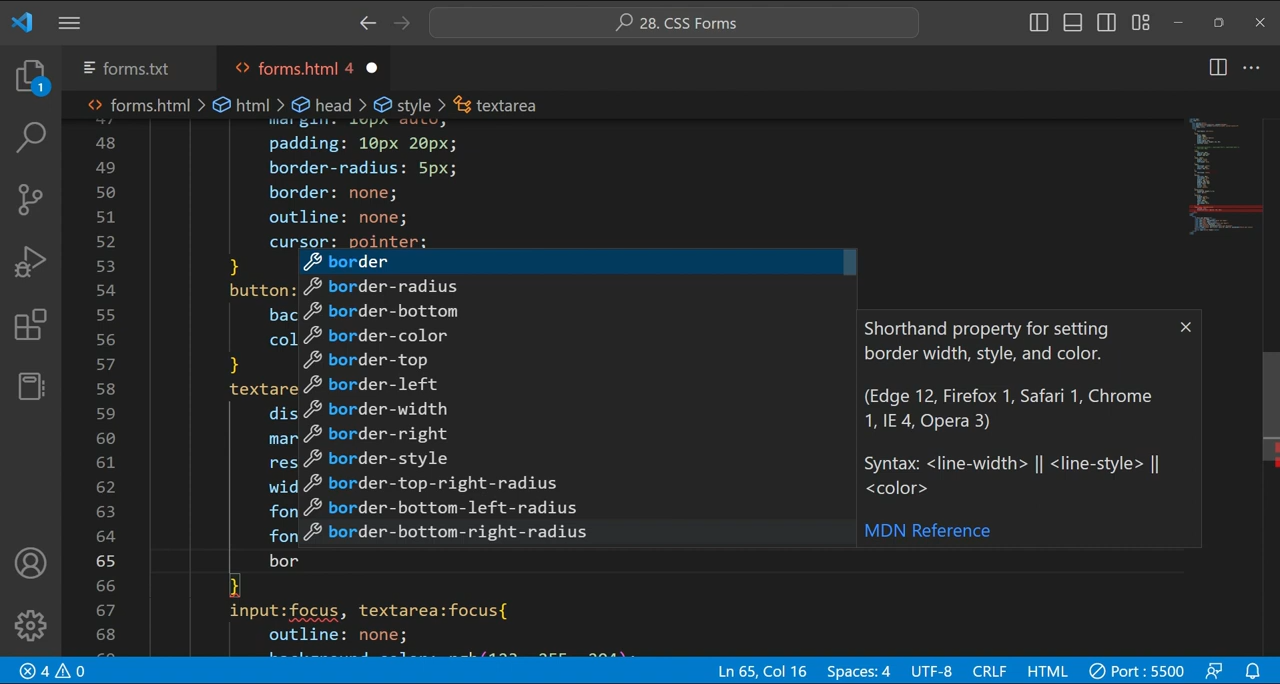 28. CSS Forms
forms.txt
forms.html 4
forms.html > html > head > style > textarea
1
47 margin: 10px auto;
48 padding: 10px 20px;
49 border-radius: 5px;
50 border: none;
51 outline: none;
52 cursor: pointer;
53 }
54 button:
55 bac
56 col
57 }
58 textare
59 dis
60 mar
61 res
62 wid
63 fon
64 fon
65 bor
66 }
67 input:focus, textarea:focus{
68 outline: none;
border
border-radius
border-bottom
border-color
border-top
border-left
border-width
border-right
border-style
border-top-right-radius
border-bottom-left-radius
border-bottom-right-radius
Shorthand property for setting
border width, style, and color.
(Edge 12, Firefox 1, Safari 1, Chrome
1, IE 4, Opera 3)
Syntax: <line-width> || <line-style> ||
<color>
MDN Reference
4 0
Ln 65, Col 16 Spaces: 4 UTF-8 CRLF HTML Port : 5500